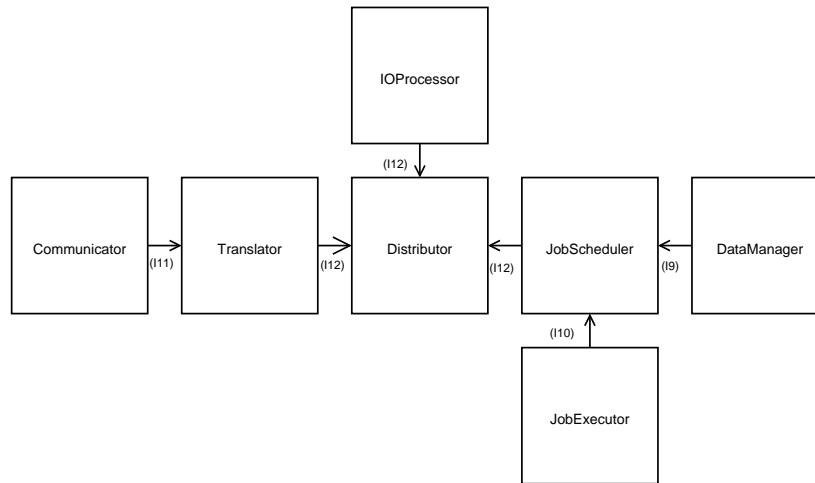 IOProcessor
(I12)
Communicator
(I11)
Translator
(I12)
Distributor
(I12)
JobScheduler
(I9)
DataManager
(I10)
JobExecutor